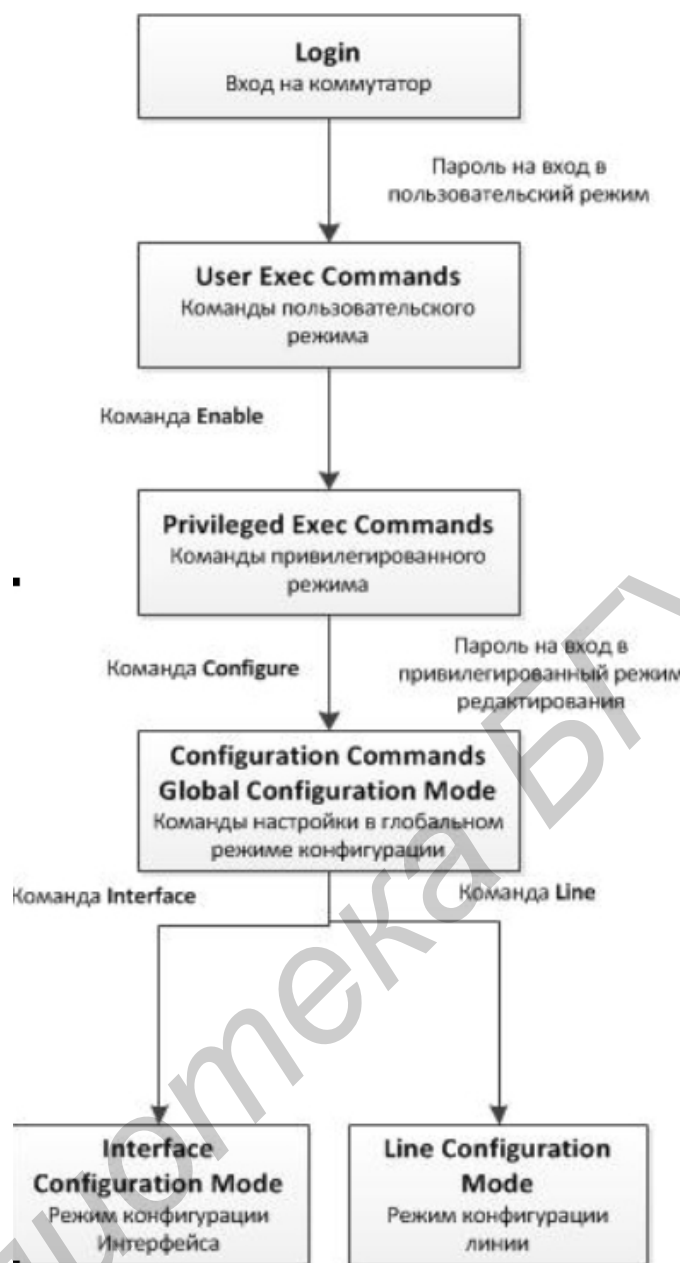 Login
Вход на коммутатор
Пароль на вход в
пользовательский режим
User Exec Commands
Команды пользовательского
режима
Команда Enable
Privileged Exec Commands
Команды привилегированного
режима
Команда Configure
Пароль на вход в
привилегированный режим
редактирования
Configuration Commands
Global Configuration Mode
Команды настройки в глобальном
режиме конфигурации
Команда Interface
Команда Line
Interface
Configuration Mode
Режим конфигурации
Интерфейса
Line Configuration
Mode
Режим конфигурации
линии